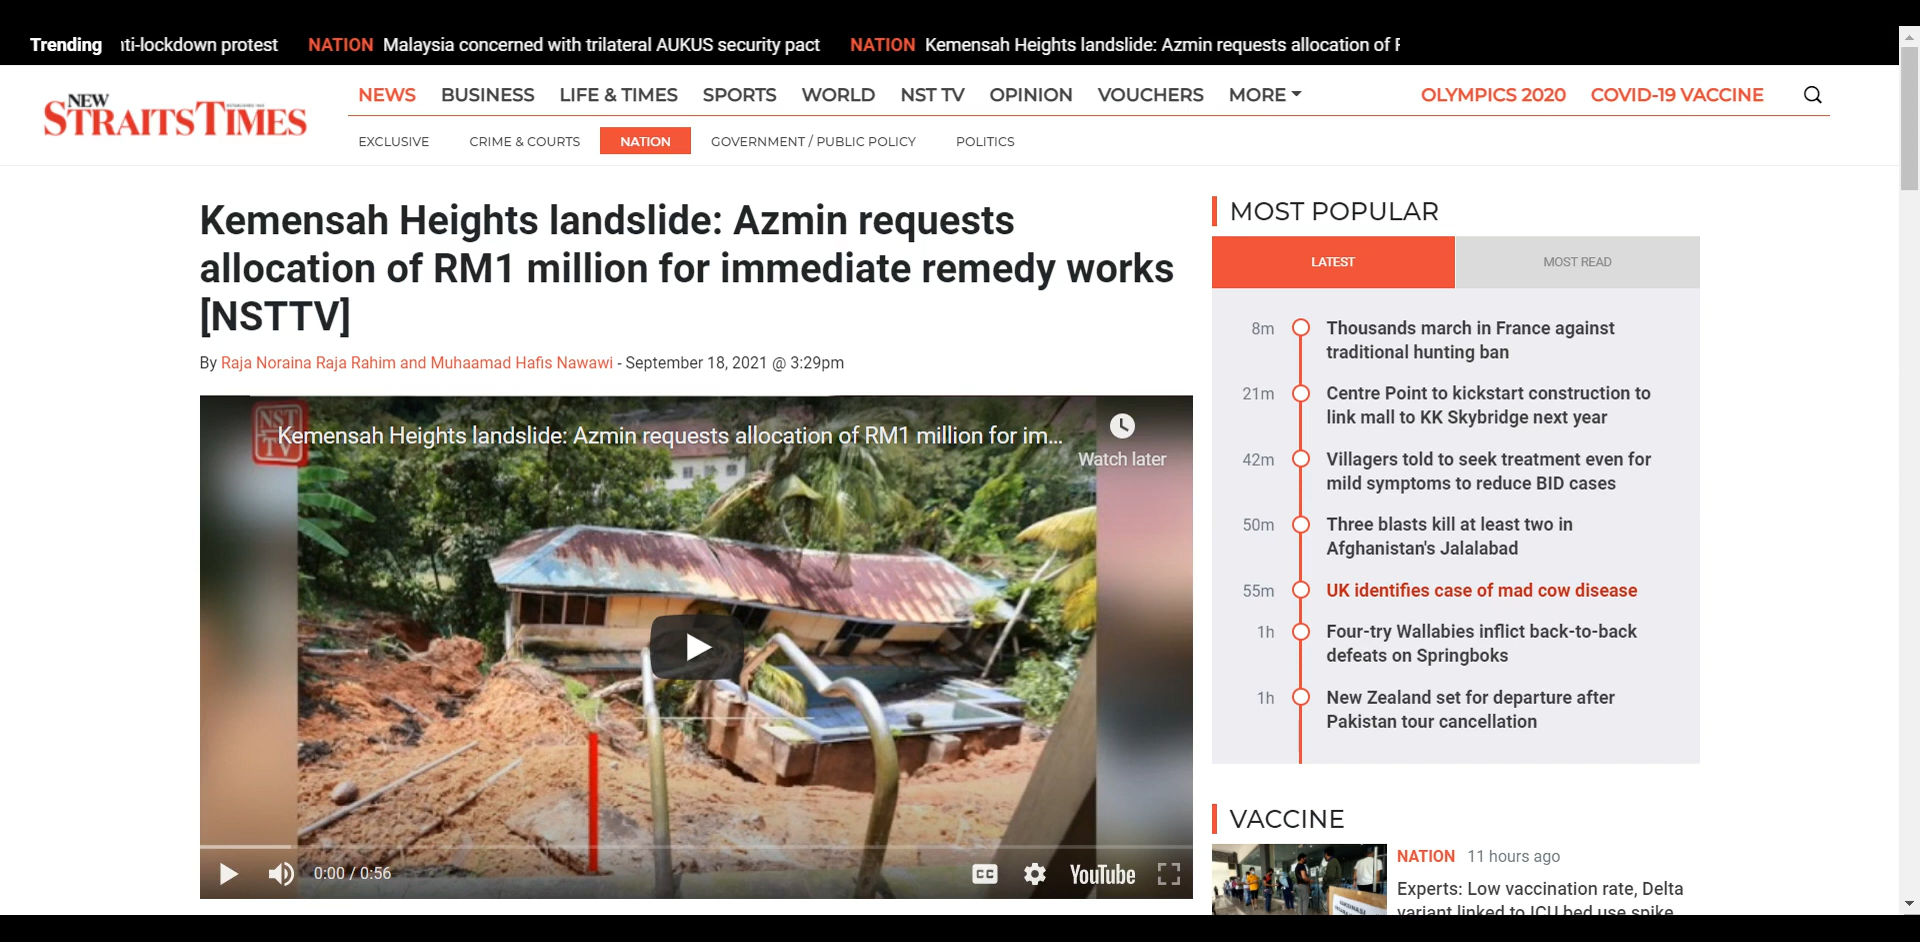 Trending
lockdown protest NATION Malaysia concerned with trilateral AUKUS security pact NATION Kemensah Heights landslide: Azmin requests allocation of
NEW
STRAITS TIMES
NEWS BUSINESS LIFE & TIMES SPORTS WORLD NST TV OPINION VOUCHERS MORE OLYMPICS 2020 COVID-19 VACCINE
EXCLUSIVE CRIME & COURTS NATION GOVERNMENT / PUBLIC POLICY POLITICS
Kemensah Heights landslide: Azmin requests
allocation of RM1 million for immediate remedy works
[NSTTV]
By Raja Noraina Raja Rahim and Muhaamad Hafis Nawawi - September 18, 2021 @ 3:29pm
NST
TV
Kemensah Heights landslide: Azmin requests allocation of RM1 million for im...
Watch later
0:00 / 0:56
CC
YouTube
MOST POPULAR
LATEST MOST READ
8m Thousands march in France against
traditional hunting ban
21m Centre Point to kickstart construction to
link mall to KK Skybridge next year
42m Villagers told to seek treatment even for
mild symptoms to reduce BID cases
50m Three blasts kill at least two in
Afghanistan's Jalalabad
55m UK identifies case of mad cow disease
1h Four-try Wallabies inflict back-to-back
defeats on Springboks
1h New Zealand set for departure after
Pakistan tour cancellation
VACCINE
NATION 11 hours ago
Experts: Low vaccination rate, Delta
variant linked to ICU bed use spike